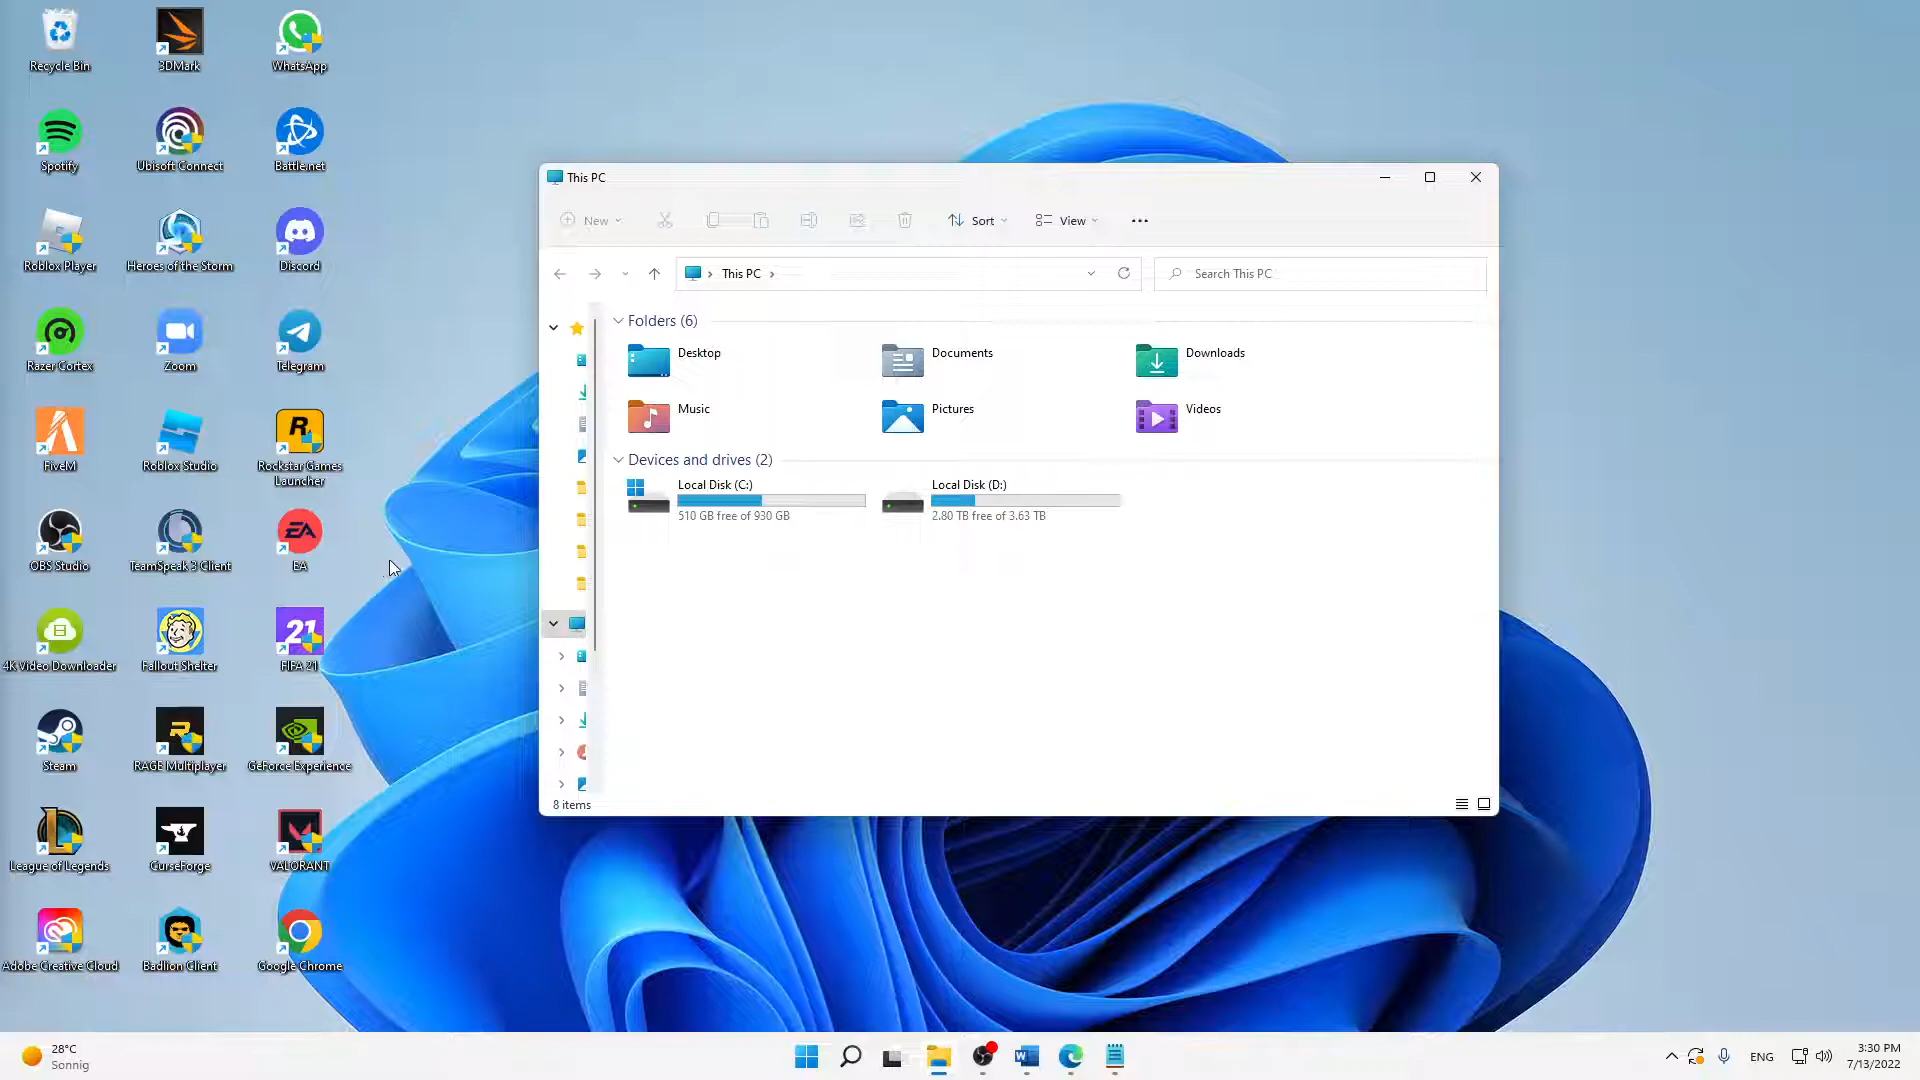 Recycle Bin
3DMark
WhatsApp
Spotify
Ubisoft Connect
Battle.net
Roblox Player
Heroes of the Storm
Discord
Razer Cortex
Zoom
Telegram
FiveM
Roblox Studio
Rockstar Games
Launcher
OBS Studio
TeamSpeak 3 Client
EA
4K Video Downloader
Fallout Shelter
21
FIFA 21
Steam
RAGE Multiplayer
GeForce Experience
League of Legends
CurseForge
VALORANT
Adobe Creative Cloud
Badlion Client
Google Chrome
This PC
New
Sort
View
This PC
Search This PC
Folders (6)
Desktop
Documents
Downloads
Music
Pictures
Videos
Devices and drives (2)
Local Disk (C:)
510 GB free of 930 GB
Local Disk (D:)
2.80 TB free of 3.63 TB
8 items
28°C
Sonnig
ENG
3:30 PM
7/13/2022